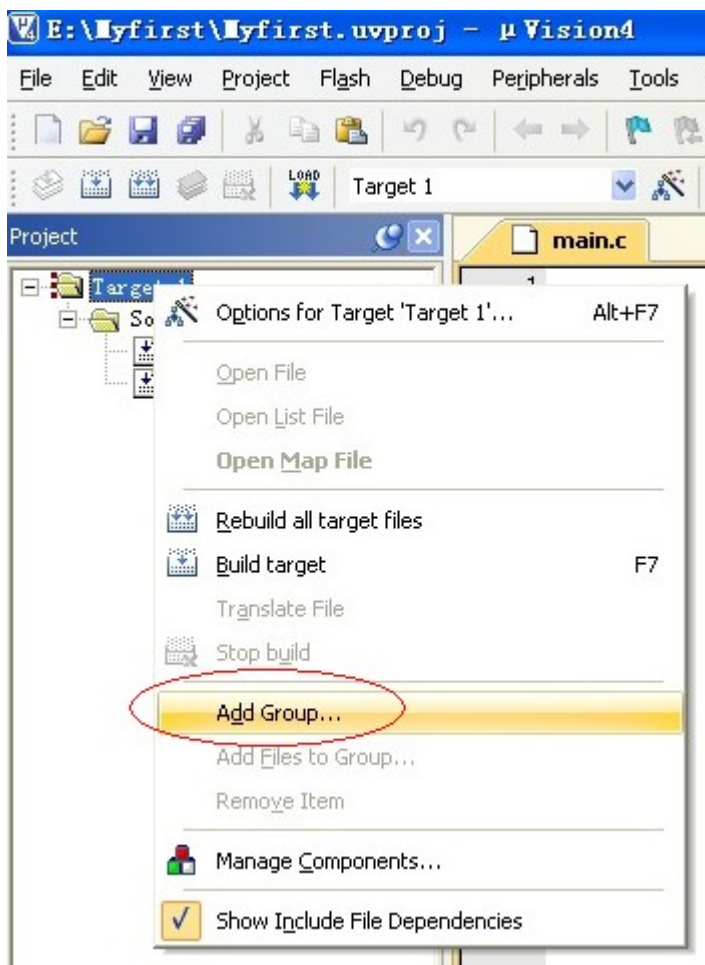 E:\Myfirst\Myfirst.uvproj - µVision4
File Edit View Project Flash Debug Peripherals Tools
LOAD Target 1
Project
main.c
1
Options for Target 'Target 1'... Alt+F7
Open File
Open List File
Open Map File
Rebuild all target files
Build target F7
Translate File
Stop build
Add Group...
Add Files to Group...
Remove Item
Manage Components...
Show Include File Dependencies